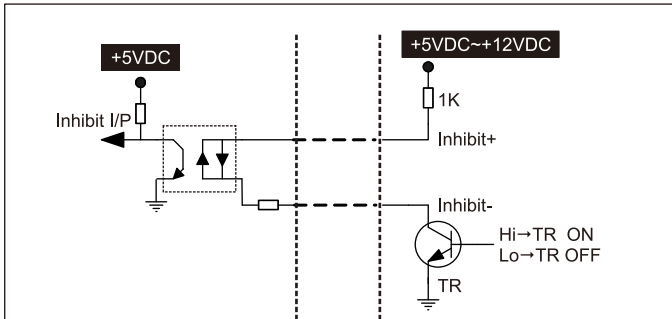 +5VDC
+5VDC~+12VDC
1K
Inhibit I/P
Inhibit+
Inhibit-
Hi→TR ON
Lo→TR OFF
TR